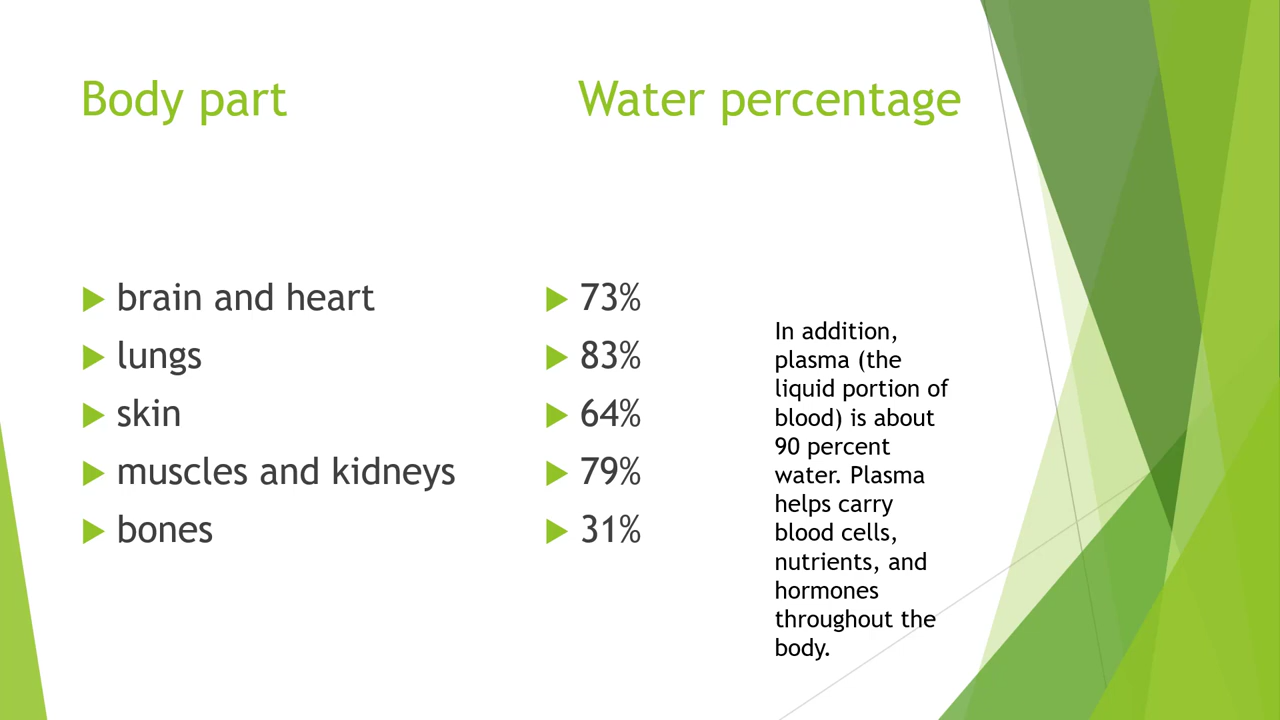 Body part Water percentage
brain and heart 73%
lungs 83%
skin 64%
muscles and kidneys 79%
bones 31%
In addition,
plasma (the
liquid portion of
blood) is about
90 percent
water. Plasma
helps carry
blood cells,
nutrients, and
hormones
throughout the
body.